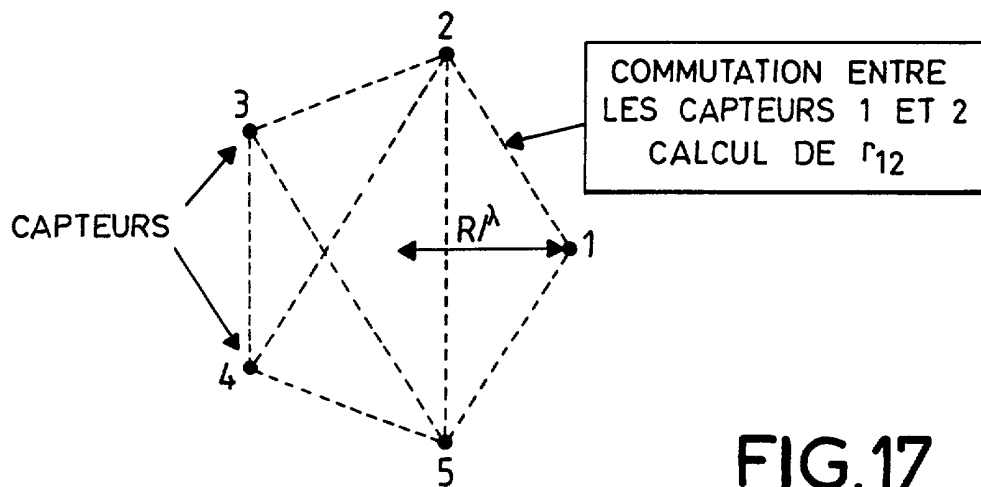 2
COMMUTATION ENTRE
LES CAPTEURS 1 ET 2
CALCUL DE r12
3
CAPTEURS
R/λ
1
4
5
FIG.17